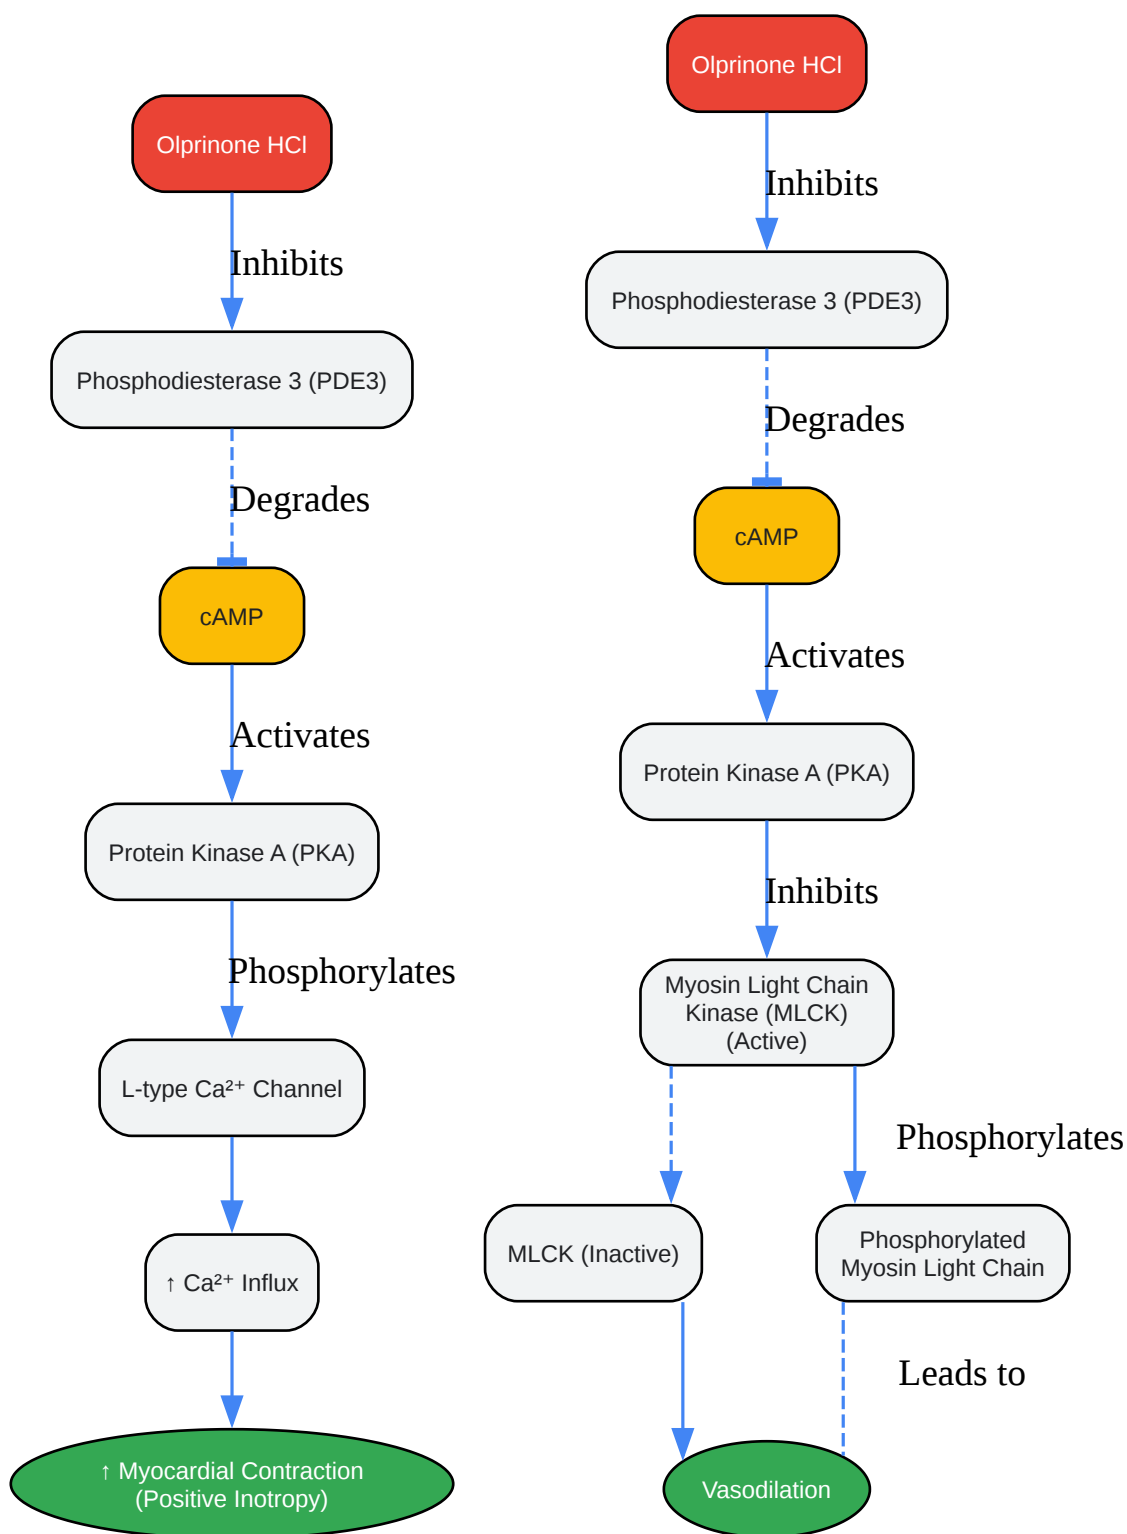 Olprinone HCl
Inhibits
Phosphodiesterase 3 (PDE3)
Degrades
cAMP
Activates
Protein Kinase A (PKA)
Phosphorylates
L-type Ca²⁺ Channel
↑ Ca²⁺ Influx
↑ Myocardial Contraction
(Positive Inotropy)
Olprinone HCl
Inhibits
Phosphodiesterase 3 (PDE3)
Degrades
cAMP
Activates
Protein Kinase A (PKA)
Inhibits
Myosin Light Chain
Kinase (MLCK)
(Active)
Phosphorylates
MLCK (Inactive)
Phosphorylated
Myosin Light Chain
Leads to
Vasodilation